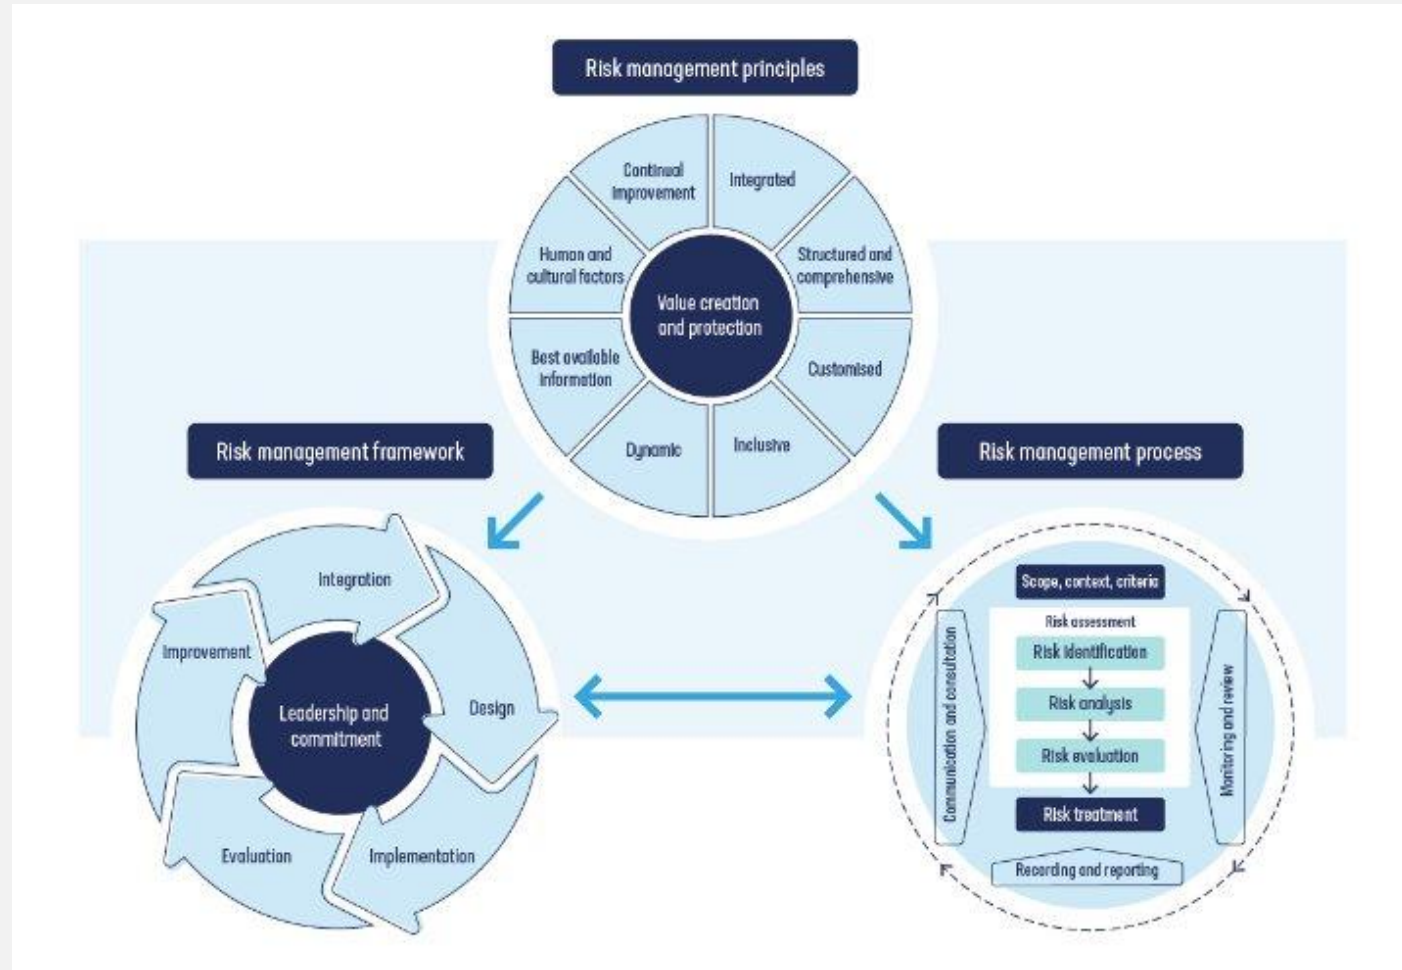 Risk management principles
Continual
improvement
Integrated
Human and
cultural factors
Structured and
comprehensive
Value creation
and protection
Best available
information
Customised
Dynamic
Inclusive
Risk management framework
Risk management process
Integration
Improvement
Design
Leadership and
commitment
Evaluation
Implementation
Scope, context, criteria
Risk assessment
Risk identification
Risk analysis
Risk evaluation
Risk treatment
Communication and consultation
Monitoring and review
Recording and reporting